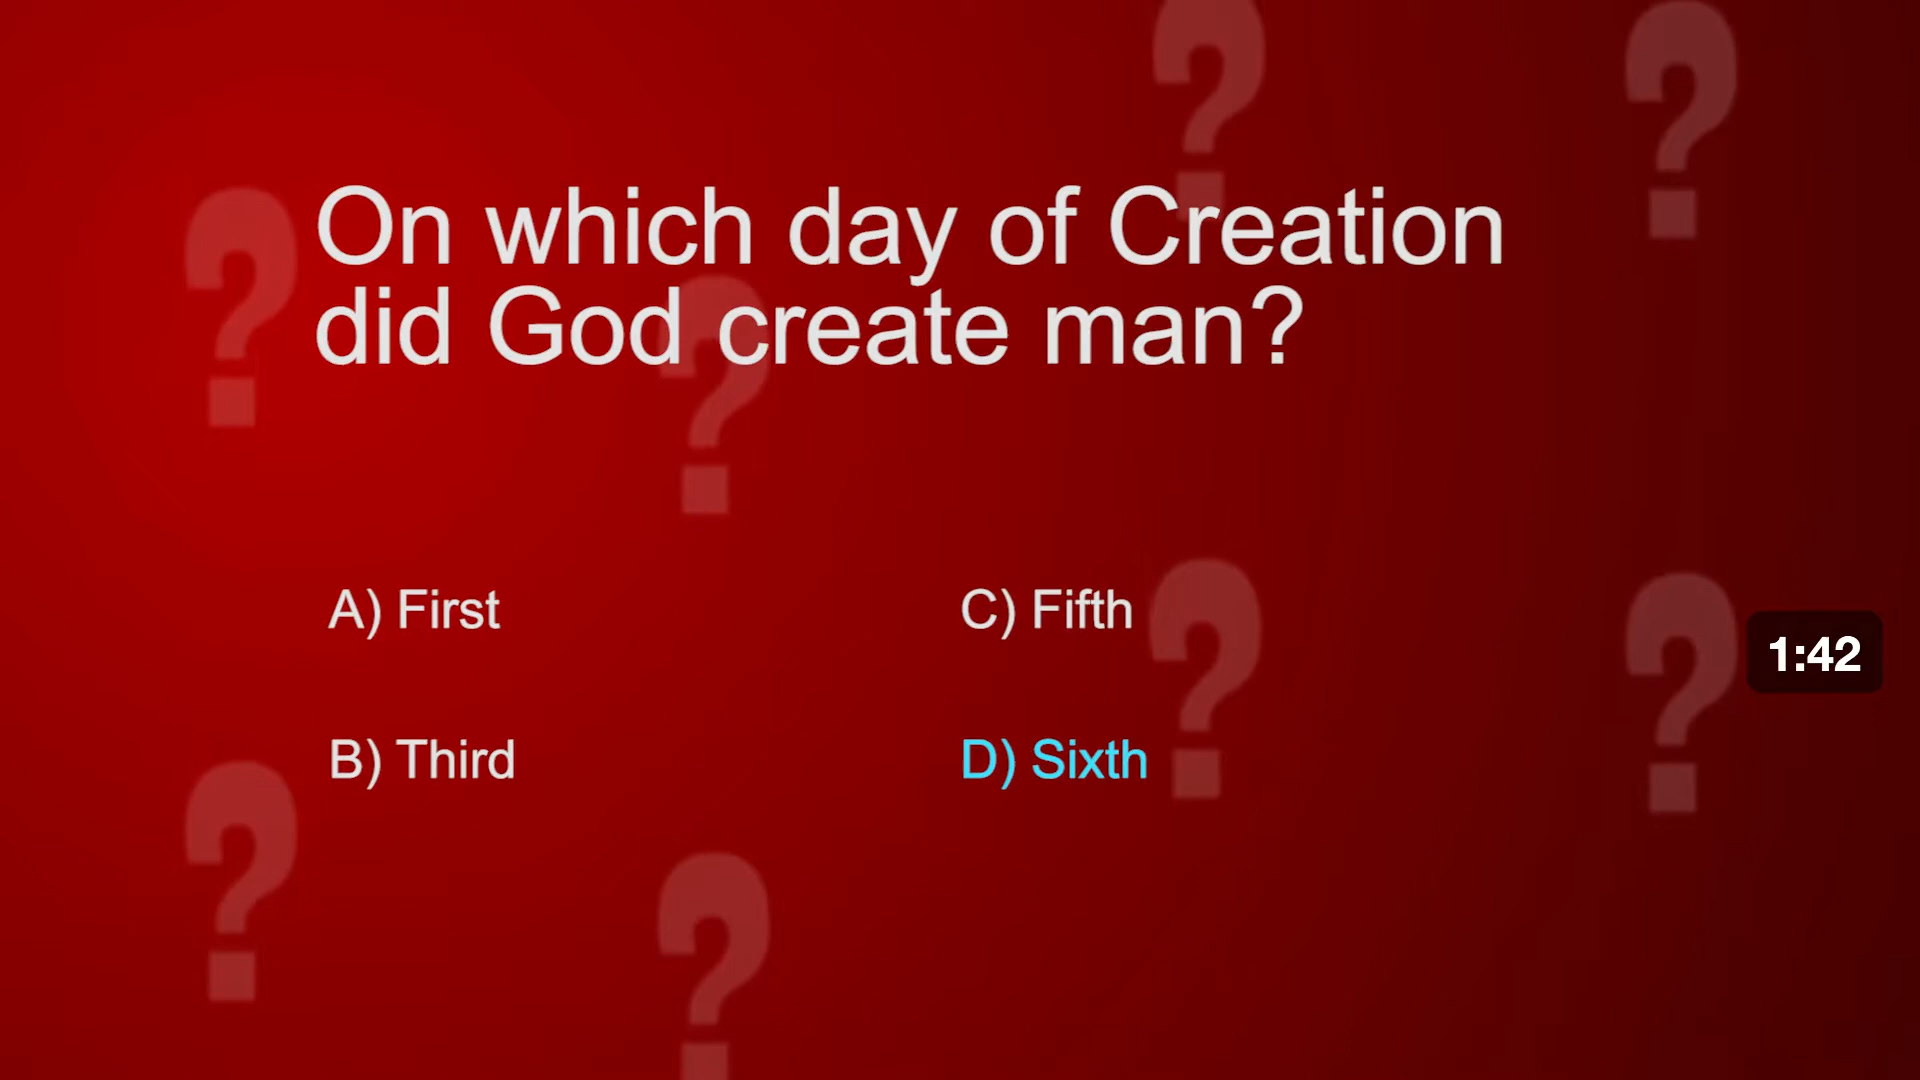 On which day of Creation
did God create man?
A) First
C) Fifth
B) Third
D) Sixth
1:42